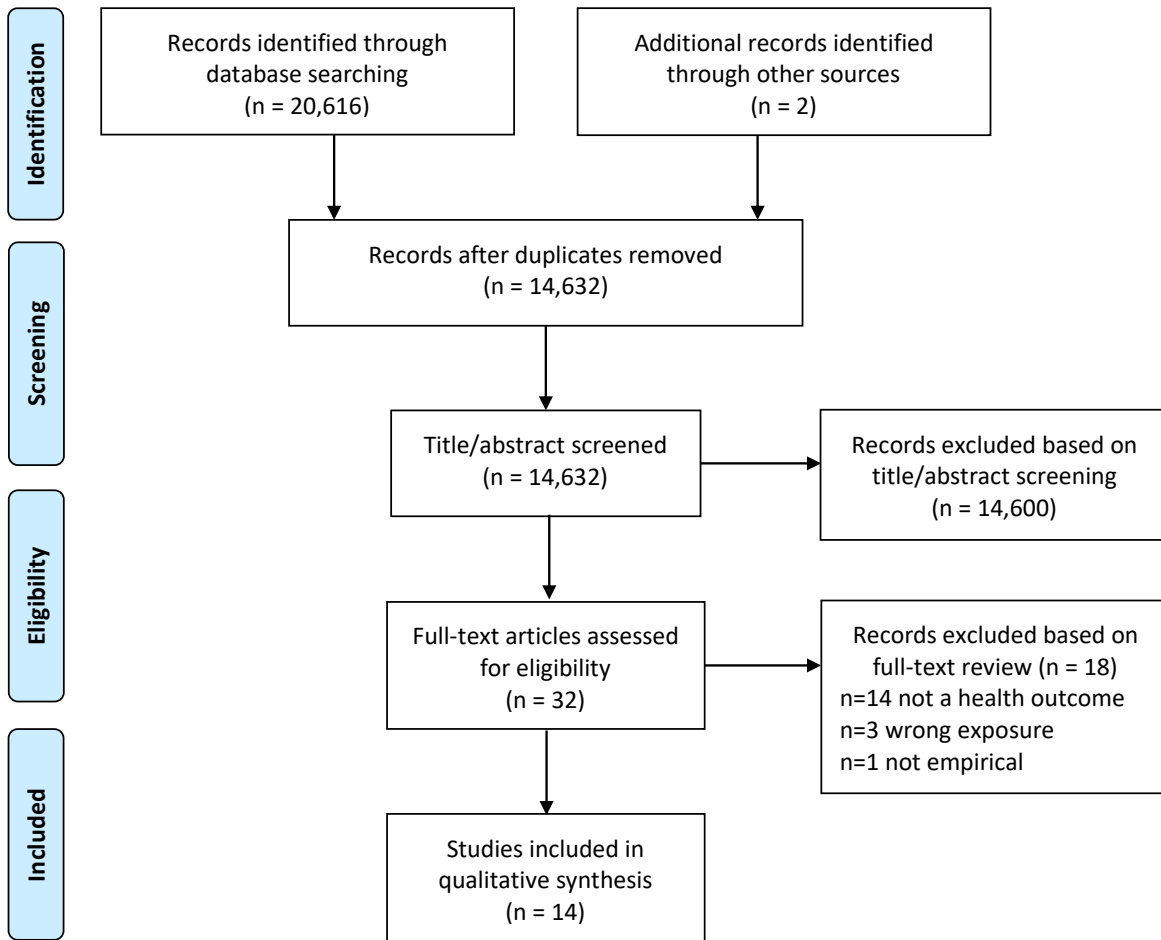 Identification
Records identified through
database searching
(n = 20,616)
Additional records identified
through other sources
(n = 2)
Screening
Records after duplicates removed
(n = 14,632)
Title/abstract screened
(n = 14,632)
Records excluded based on
title/abstract screening
(n = 14,600)
Eligibility
Full-text articles assessed
for eligibility
(n = 32)
Records excluded based on
full-text review (n = 18)
n=14 not a health outcome
n=3 wrong exposure
n=1 not empirical
Included
Studies included in
qualitative synthesis
(n = 14)